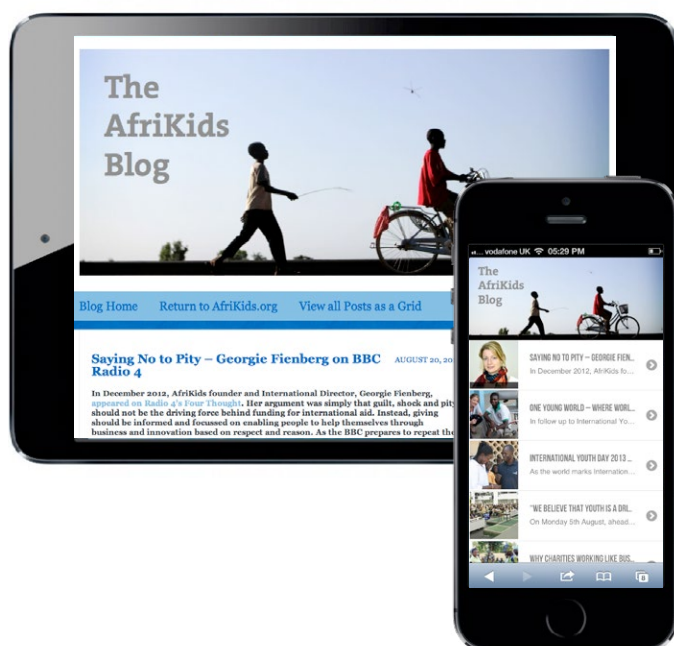 The
AfriKids
Blog
Blog Home Return to AfriKids.org View all Posts as a Grid
Saying No to Pity – Georgie Fienberg on BBC
Radio 4
AUGUST 20, 20
In December 2012, AfriKids founder and International Director, Georgie Fienberg,
appeared on Radio 4's Four Thought. Her argument was simply that guilt, shock and pity
should not be the driving force behind funding for international aid. Instead, giving
should be informed and focussed on enabling people to help themselves through
business and innovation based on respect and reason. As the BBC prepares to repeat the
vodafone UK 05:29 PM
The
AfriKids
Blog
SAYING NO TO PITY – GEORGIE FIEN...
In December 2012, AfriKids fo...
ONE YOUNG WORLD – WHERE WORL...
In follow up to International Yo...
INTERNATIONAL YOUTH DAY 2013 ...
As the world marks Internation...
"WE BELIEVE THAT YOUTH IS A DRI...
On Monday 5th August, ahead...
WHY CHARITIES WORKING LIKE BUS...